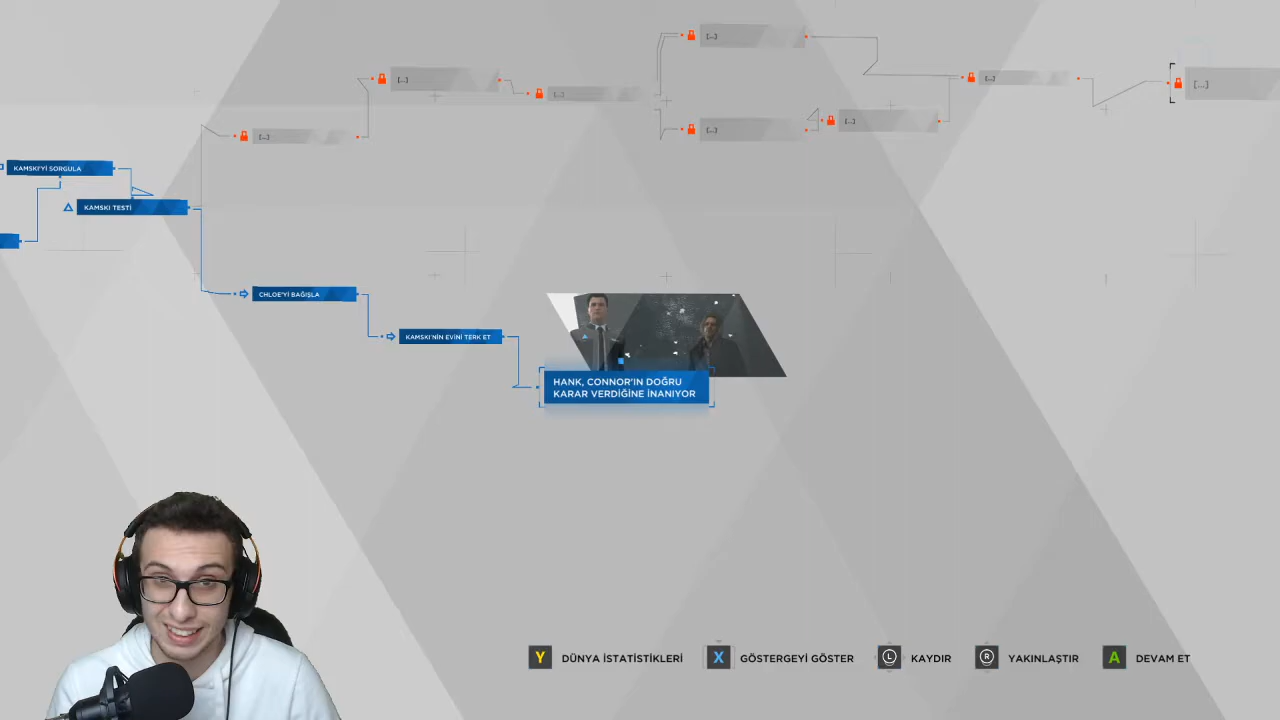 [...]
[...]
[...]
[...]
[...]
[...]
[...]
[...]
KAMSKI'Yİ SORGULA
KAMSKI TESTİ
CHLOE'Yİ BAĞIŞLA
KAMSKI'NİN EVİNİ TERK ET
HANK, CONNOR'IN DOĞRU
KARAR VERDİĞİNE İNANIYOR
Y DÜNYA İSTATİSTİKLERİ
X GÖSTERGEYİ GÖSTER
L KAYDIR
R YAKINLAŞTIR
A DEVAM ET